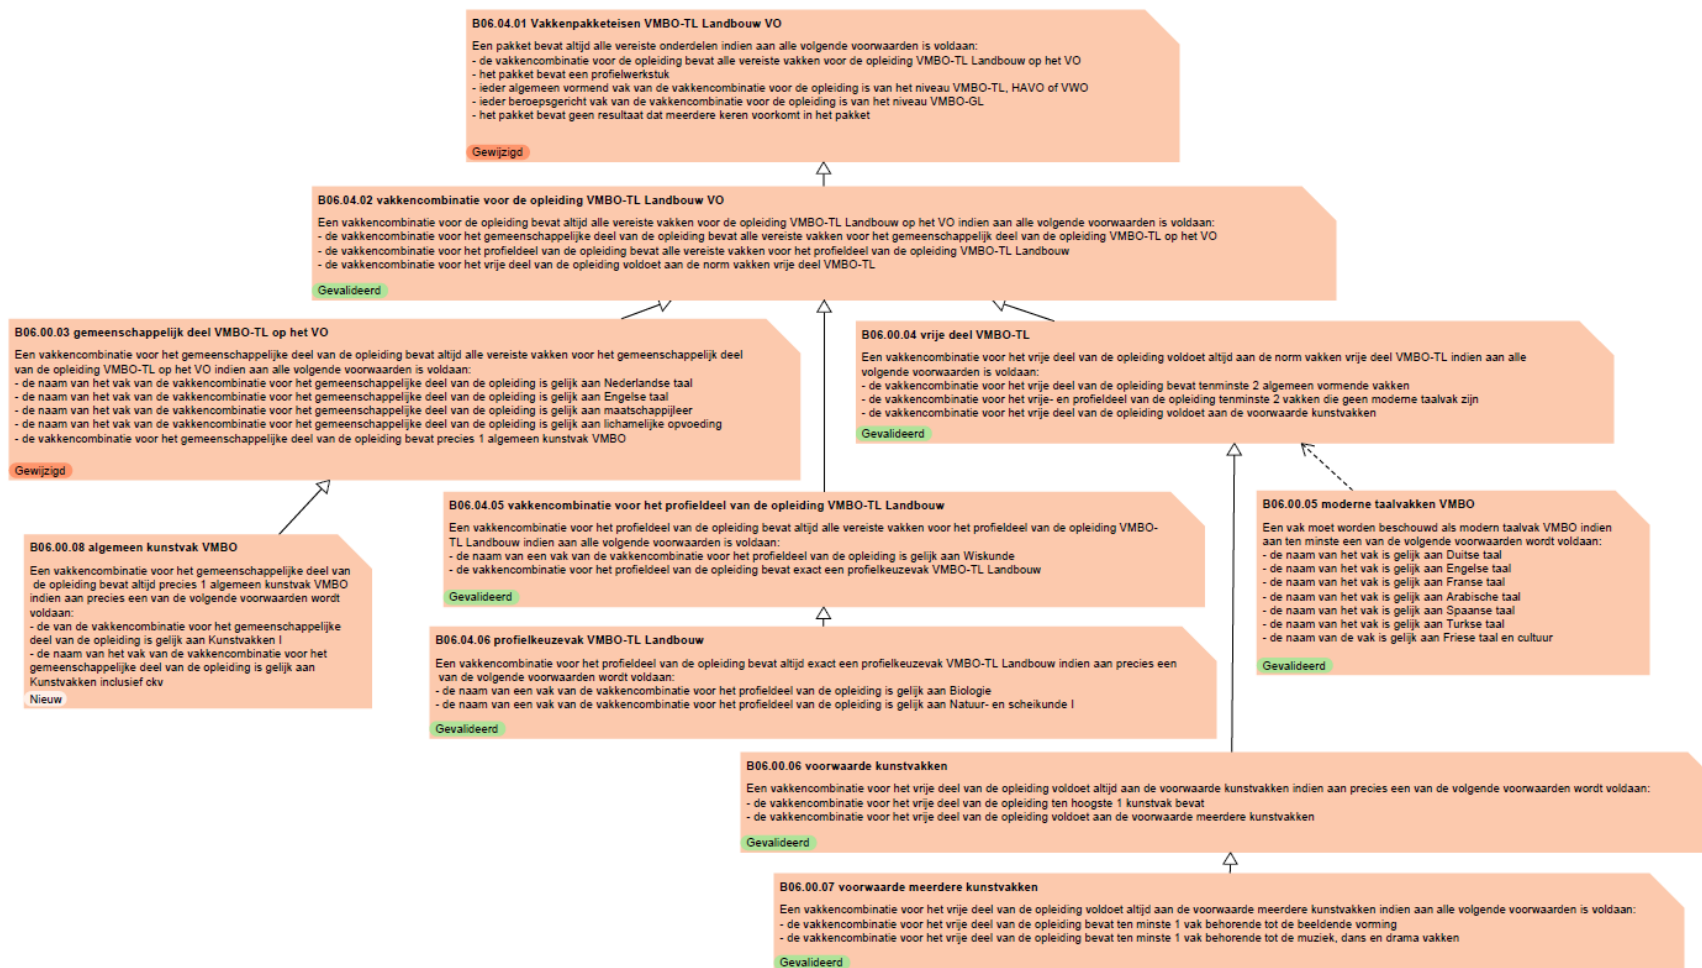 B06.04.01 Vakkenpakketeisen VMBO-TL Landbouw VO
Een pakket bevat altijd alle vereiste onderdelen indien aan alle volgende voorwaarden is voldaan:
- de vakkencombinatie voor de opleiding bevat alle vereiste vakken voor de opleiding VMBO-TL Landbouw op het VO
- het pakket bevat een profielwerkstuk
- ieder algemeen vormend vak van de vakkencombinatie voor de opleiding is van het niveau VMBO-TL, HAVO of VWO
- ieder beroepsgericht vak van de vakkencombinatie voor de opleiding is van het niveau VMBO-GL
- het pakket bevat geen resultaat dat meerdere keren voorkomt in het pakket
Gewijzigd
B06.04.02 vakkencombinatie voor de opleiding VMBO-TL Landbouw VO
Een vakkencombinatie voor de opleiding bevat altijd alle vereiste vakken voor de opleiding VMBO-TL Landbouw op het VO indien aan alle volgende voorwaarden is voldaan:
- de vakkencombinatie voor het gemeenschappelijke deel van de opleiding bevat alle vereiste vakken voor het gemeenschappelijk deel van de opleiding VMBO-TL op het VO
- de vakkencombinatie voor het profieldeel van de opleiding bevat alle vereiste vakken voor het profieldeel van de opleiding VMBO-TL Landbouw
- de vakkencombinatie voor het vrije deel van de opleiding voldoet aan de norm vakken vrije deel VMBO-TL
Gevalideerd
B06.00.03 gemeenschappelijk deel VMBO-TL op het VO
Een vakkencombinatie voor het gemeenschappelijke deel van de opleiding bevat altijd alle vereiste vakken voor het gemeenschappelijk deel
van de opleiding VMBO-TL op het VO indien aan alle volgende voorwaarden is voldaan:
- de naam van het vak van de vakkencombinatie voor het gemeenschappelijke deel van de opleiding is gelijk aan Nederlandse taal
- de naam van het vak van de vakkencombinatie voor het gemeenschappelijke deel van de opleiding is gelijk aan Engelse taal
- de naam van het vak van de vakkencombinatie voor het gemeenschappelijke deel van de opleiding is gelijk aan maatschappijleer
- de naam van het vak van de vakkencombinatie voor het gemeenschappelijke deel van de opleiding is gelijk aan lichamelijke opvoeding
- de vakkencombinatie voor het gemeenschappelijke deel van de opleiding bevat precies 1 algemeen kunstvak VMBO
Gewijzigd
B06.00.04 vrije deel VMBO-TL
Een vakkencombinatie voor het vrije deel van de opleiding voldoet altijd aan de norm vakken vrije deel VMBO-TL indien aan alle
volgende voorwaarden is voldaan:
- de vakkencombinatie voor het vrije deel van de opleiding bevat tenminste 2 algemeen vormende vakken
- de vakkencombinatie voor het vrije- en profieldeel van de opleiding tenminste 2 vakken die geen moderne taalvak zijn
- de vakkencombinatie voor het vrije deel van de opleiding voldoet aan de voorwaarde kunstvakken
Gevalideerd
B06.04.05 vakkencombinatie voor het profieldeel van de opleiding VMBO-TL Landbouw
Een vakkencombinatie voor het profieldeel van de opleiding bevat altijd alle vereiste vakken voor het profieldeel van de opleiding VMBO-
TL Landbouw indien aan alle volgende voorwaarden is voldaan:
- de naam van een vak van de vakkencombinatie voor het profieldeel van de opleiding is gelijk aan Wiskunde
- de vakkencombinatie voor het profieldeel van de opleiding bevat exact een profielkeuzevak VMBO-TL Landbouw
Gevalideerd
B06.00.05 moderne taalvakken VMBO
Een vak moet worden beschouwd als modern taalvak VMBO indien
aan ten minste een van de volgende voorwaarden wordt voldaan:
- de naam van het vak is gelijk aan Duitse taal
- de naam van het vak is gelijk aan Engelse taal
- de naam van het vak is gelijk aan Franse taal
- de naam van het vak is gelijk aan Arabische taal
- de naam van het vak is gelijk aan Spaanse taal
- de naam van het vak is gelijk aan Turkse taal
- de naam van de vak is gelijk aan Friese taal en cultuur
Gevalideerd
B06.00.08 algemeen kunstvak VMBO
Een vakkencombinatie voor het gemeenschappelijke deel van
de opleiding bevat altijd precies 1 algemeen kunstvak VMBO
indien aan precies een van de volgende voorwaarden wordt
voldaan:
- de van de vakkencombinatie voor het gemeenschappelijke
deel van de opleiding is gelijk aan Kunstvakken I
- de naam van het vak van de vakkencombinatie voor het
gemeenschappelijke deel van de opleiding is gelijk aan
Kunstvakken inclusief ckv
Nieuw
B06.04.06 profielkeuzevak VMBO-TL Landbouw
Een vakkencombinatie voor het profieldeel van de opleiding bevat altijd exact een profielkeuzevak VMBO-TL Landbouw indien aan precies een
van de volgende voorwaarden wordt voldaan:
- de naam van een vak van de vakkencombinatie voor het profieldeel van de opleiding is gelijk aan Biologie
- de naam van een vak van de vakkencombinatie voor het profieldeel van de opleiding is gelijk aan Natuur- en scheikunde I
Gevalideerd
B06.00.06 voorwaarde kunstvakken
Een vakkencombinatie voor het vrije deel van de opleiding voldoet altijd aan de voorwaarde kunstvakken indien aan precies een van de volgende voorwaarden wordt voldaan:
- de vakkencombinatie voor het vrije deel van de opleiding ten hoogste 1 kunstvak bevat
- de vakkencombinatie voor het vrije deel van de opleiding voldoet aan de voorwaarde meerdere kunstvakken
Gevalideerd
B06.00.07 voorwaarde meerdere kunstvakken
Een vakkencombinatie voor het vrije deel van de opleiding voldoet altijd aan de voorwaarde meerdere kunstvakken indien aan alle volgende voorwaarden is voldaan:
- de vakkencombinatie voor het vrije deel van de opleiding bevat ten minste 1 vak behorende tot de beeldende vorming
- de vakkencombinatie voor het vrije deel van de opleiding bevat ten minste 1 vak behorende tot de muziek, dans en drama vakken
Gevalideerd